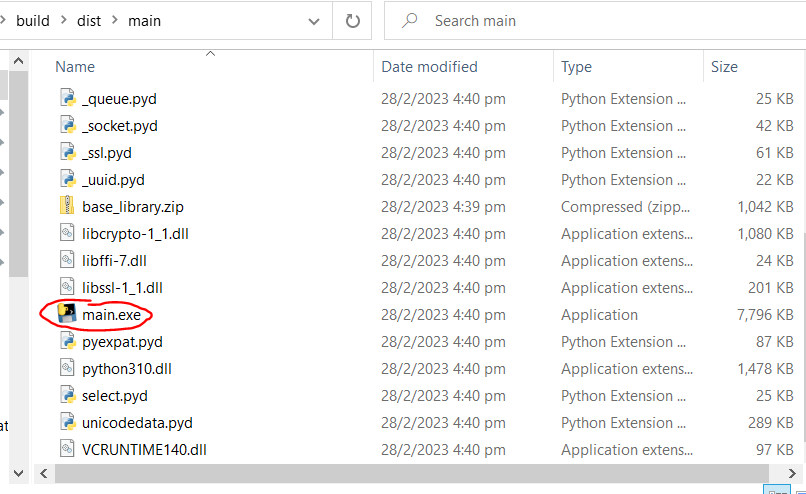 build > dist > main Search main
Name Date modified Type Size
_queue.pyd 28/2/2023 4:40 pm Python Extension ... 25 KB
_socket.pyd 28/2/2023 4:40 pm Python Extension ... 42 KB
_ssl.pyd 28/2/2023 4:40 pm Python Extension ... 61 KB
_uuid.pyd 28/2/2023 4:40 pm Python Extension ... 22 KB
base_library.zip 28/2/2023 4:39 pm Compressed (zipp... 1,042 KB
libcrypto-1_1.dll 28/2/2023 4:40 pm Application extens... 1,080 KB
libffi-7.dll 28/2/2023 4:40 pm Application extens... 24 KB
libssl-1_1.dll 28/2/2023 4:40 pm Application extens... 201 KB
main.exe 28/2/2023 4:40 pm Application 7,796 KB
pyexpat.pyd 28/2/2023 4:40 pm Python Extension ... 87 KB
python310.dll 28/2/2023 4:40 pm Application extens... 1,478 KB
select.pyd 28/2/2023 4:40 pm Python Extension ... 25 KB
unicodedata.pyd 28/2/2023 4:40 pm Python Extension ... 289 KB
VCRUNTIME140.dll 28/2/2023 4:40 pm Application extens... 97 KB